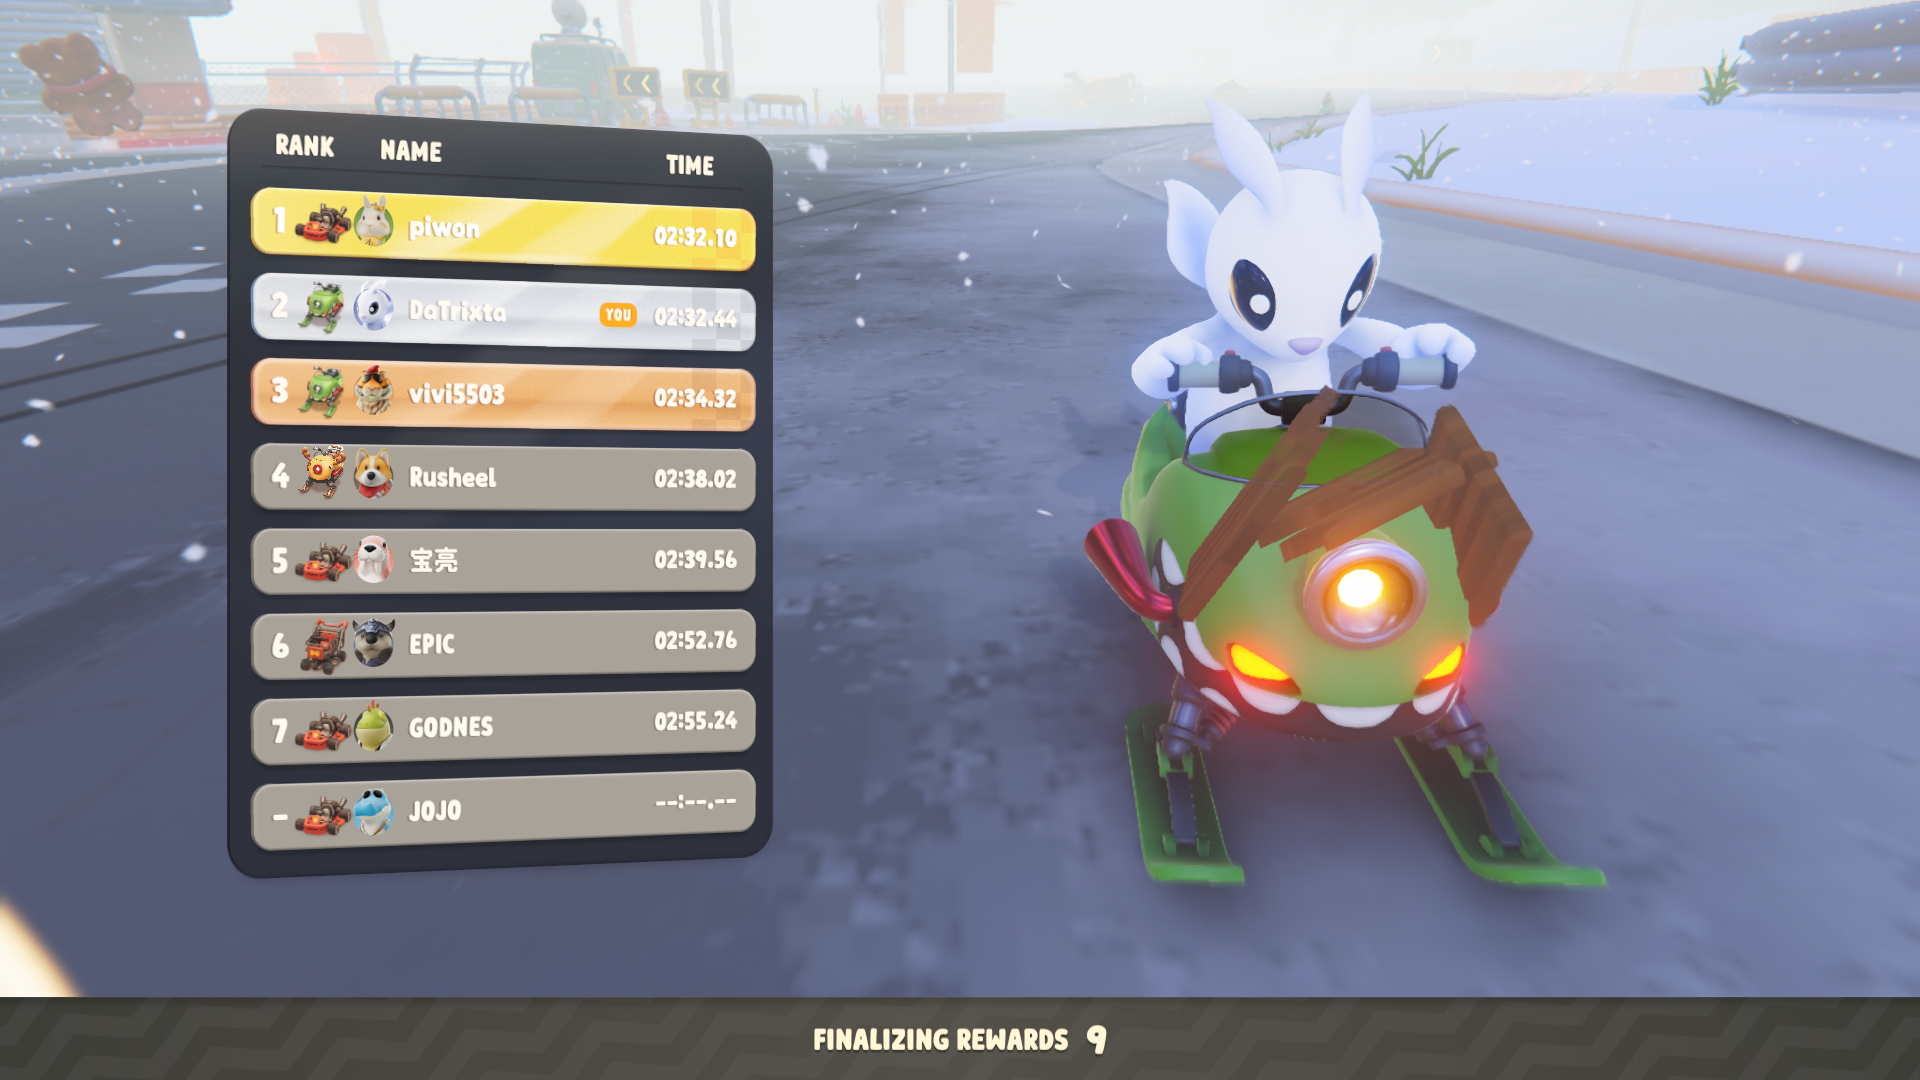 RANK NAME TIME
1 piwon 02:32.10
2 DaTrixta YOU 02:32.44
3 vivi5503 02:34.32
4 Rusheel 02:38.02
5 宝亮 02:39.56
6 EPIC 02:52.76
7 GODNES 02:55.24
- JOJO --:--.--
FINALIZING REWARDS 9